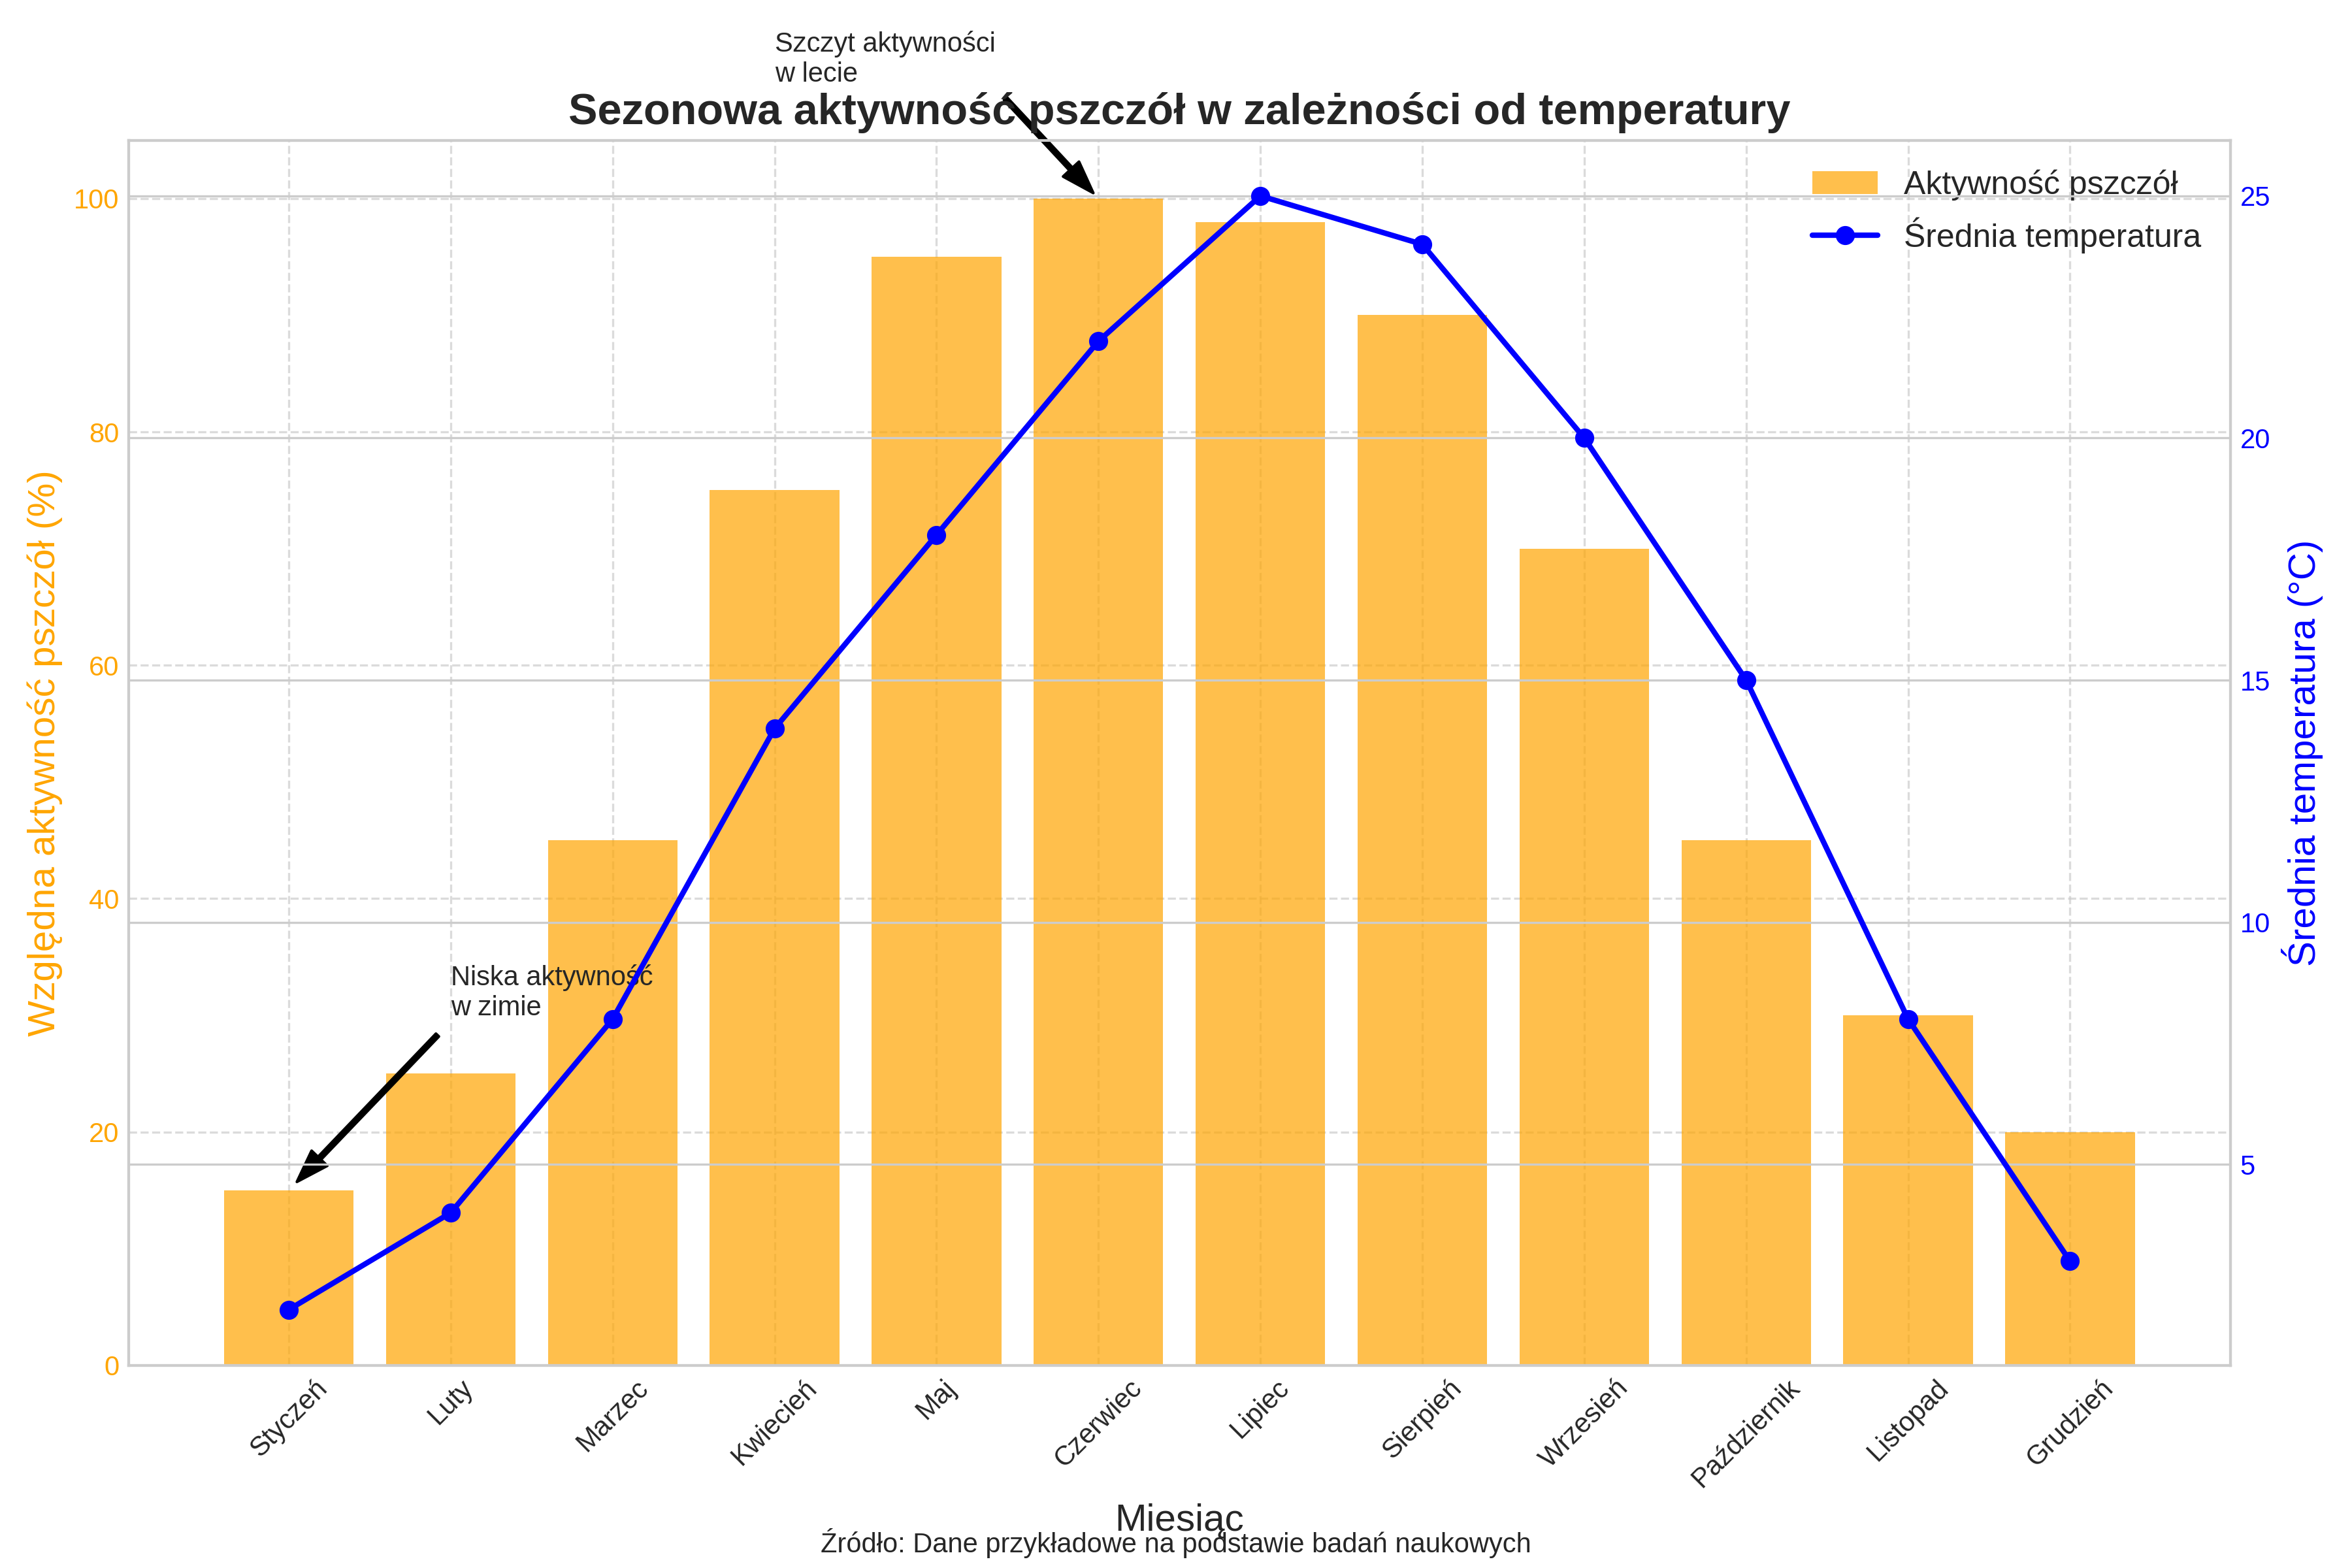 Szczyt aktywności
w lecie
Sezonowa aktywność pszczół w zależności od temperatury
Aktywność pszczół
Średnia temperatura
Względna aktywność pszczół (%)
100
80
60
40
20
0
Niska aktywność
w zimie
25
20
15
10
5
Średnia temperatura (°C)
Styczeń
Luty
Marzec
Kwiecień
Maj
Czerwiec
Lipiec
Sierpień
Wrzesień
Październik
Listopad
Grudzień
Miesiąc
Źródło: Dane przykładowe na podstawie badań naukowych